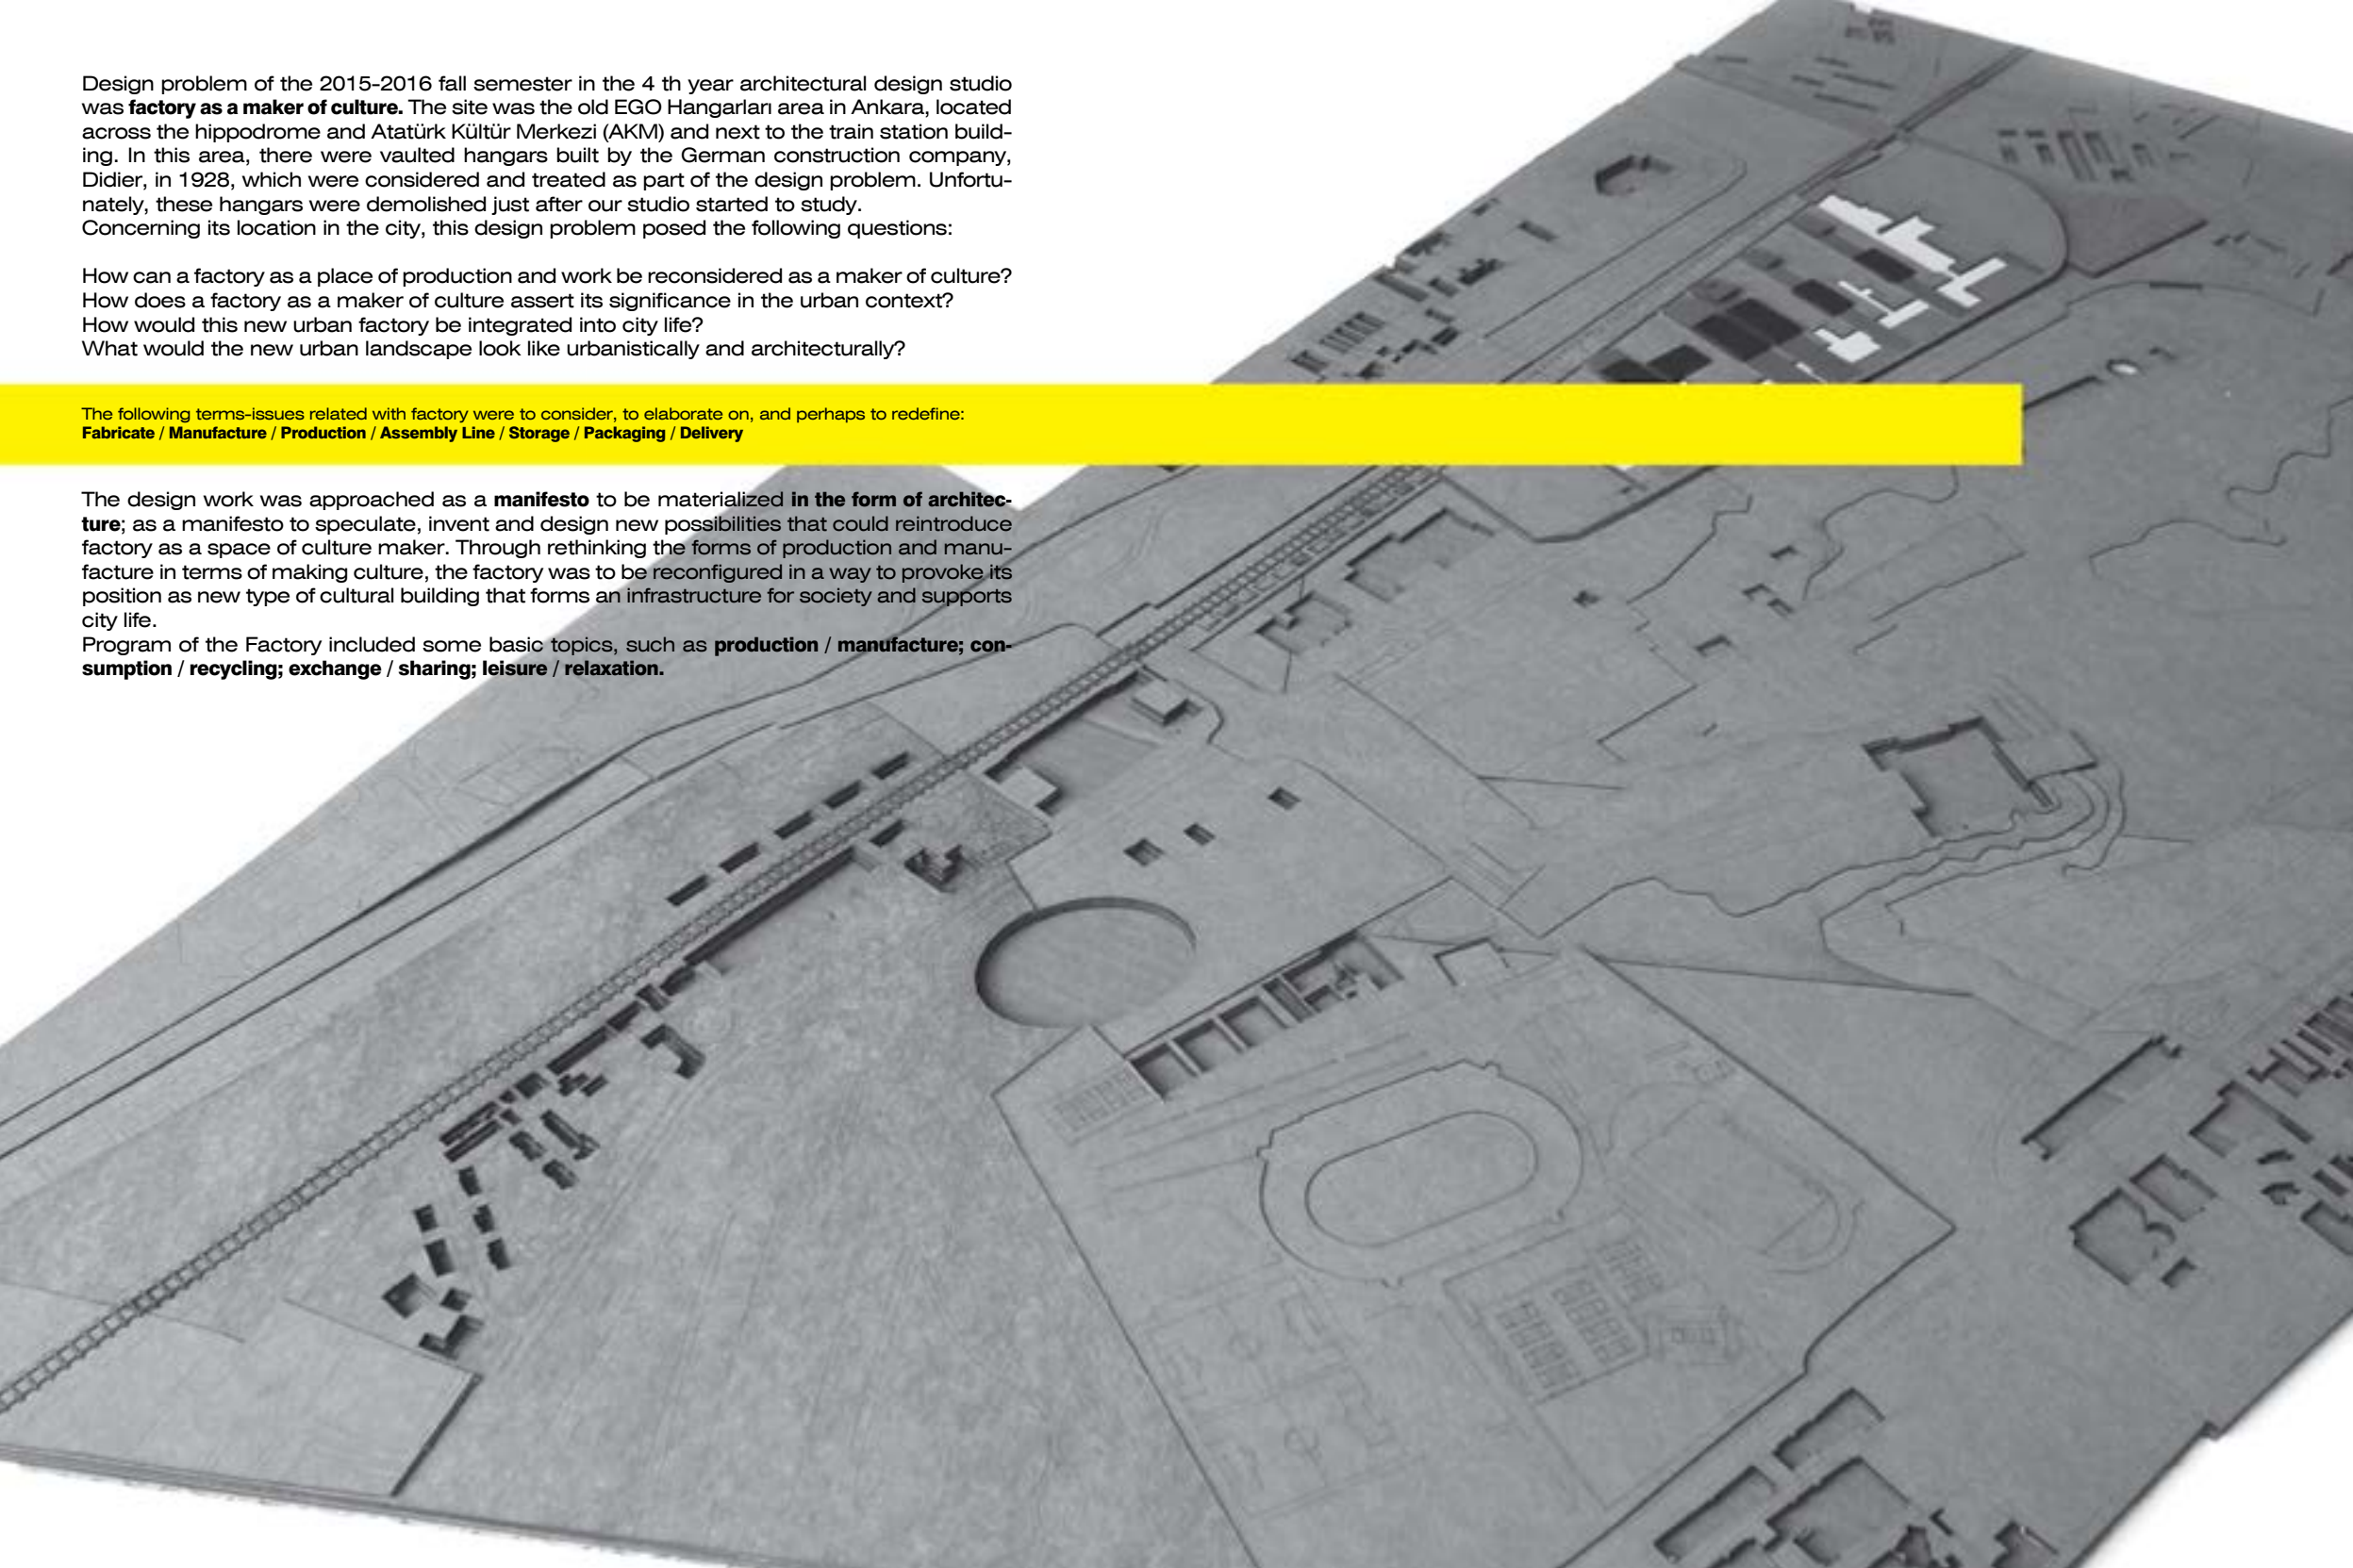 Design problem of the 2015-2016 fall semester in the 4 th year architectural design studio
was factory as a maker of culture. The site was the old EGO Hangarları area in Ankara, located
across the hippodrome and Atatürk Kültür Merkezi (AKM) and next to the train station build-
ing. In this area, there were vaulted hangars built by the German construction company,
Didier, in 1928, which were considered and treated as part of the design problem. Unfortu-
nately, these hangars were demolished just after our studio started to study.
Concerning its location in the city, this design problem posed the following questions:
How can a factory as a place of production and work be reconsidered as a maker of culture?
How does a factory as a maker of culture assert its significance in the urban context?
How would this new urban factory be integrated into city life?
What would the new urban landscape look like urbanistically and architecturally?
The following terms-issues related with factory were to consider, to elaborate on, and perhaps to redefine:
Fabricate / Manufacture / Production / Assembly Line / Storage / Packaging / Delivery
The design work was approached as a manifesto to be materialized in the form of architec-
ture; as a manifesto to speculate, invent and design new possibilities that could reintroduce
factory as a space of culture maker. Through rethinking the forms of production and manu-
facture in terms of making culture, the factory was to be reconfigured in a way to provoke its
position as new type of cultural building that forms an infrastructure for society and supports
city life.
Program of the Factory included some basic topics, such as production / manufacture; con-
sumption / recycling; exchange / sharing; leisure / relaxation.